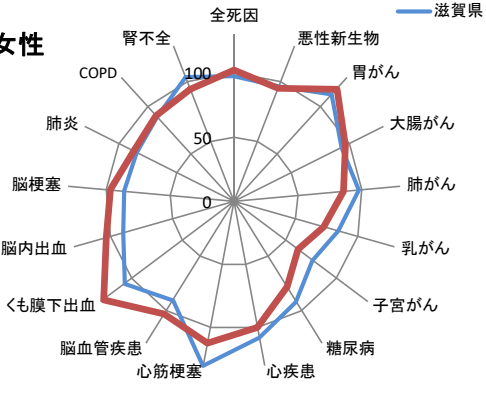 滋賀県
女性
全死因
悪性新生物
胃がん
大腸がん
肺がん
乳がん
子宮がん
糖尿病
心疾患
心筋梗塞
脳血管疾患
くも膜下出血
脳内出血
脳梗塞
肺炎
COPD
腎不全
100
50
0